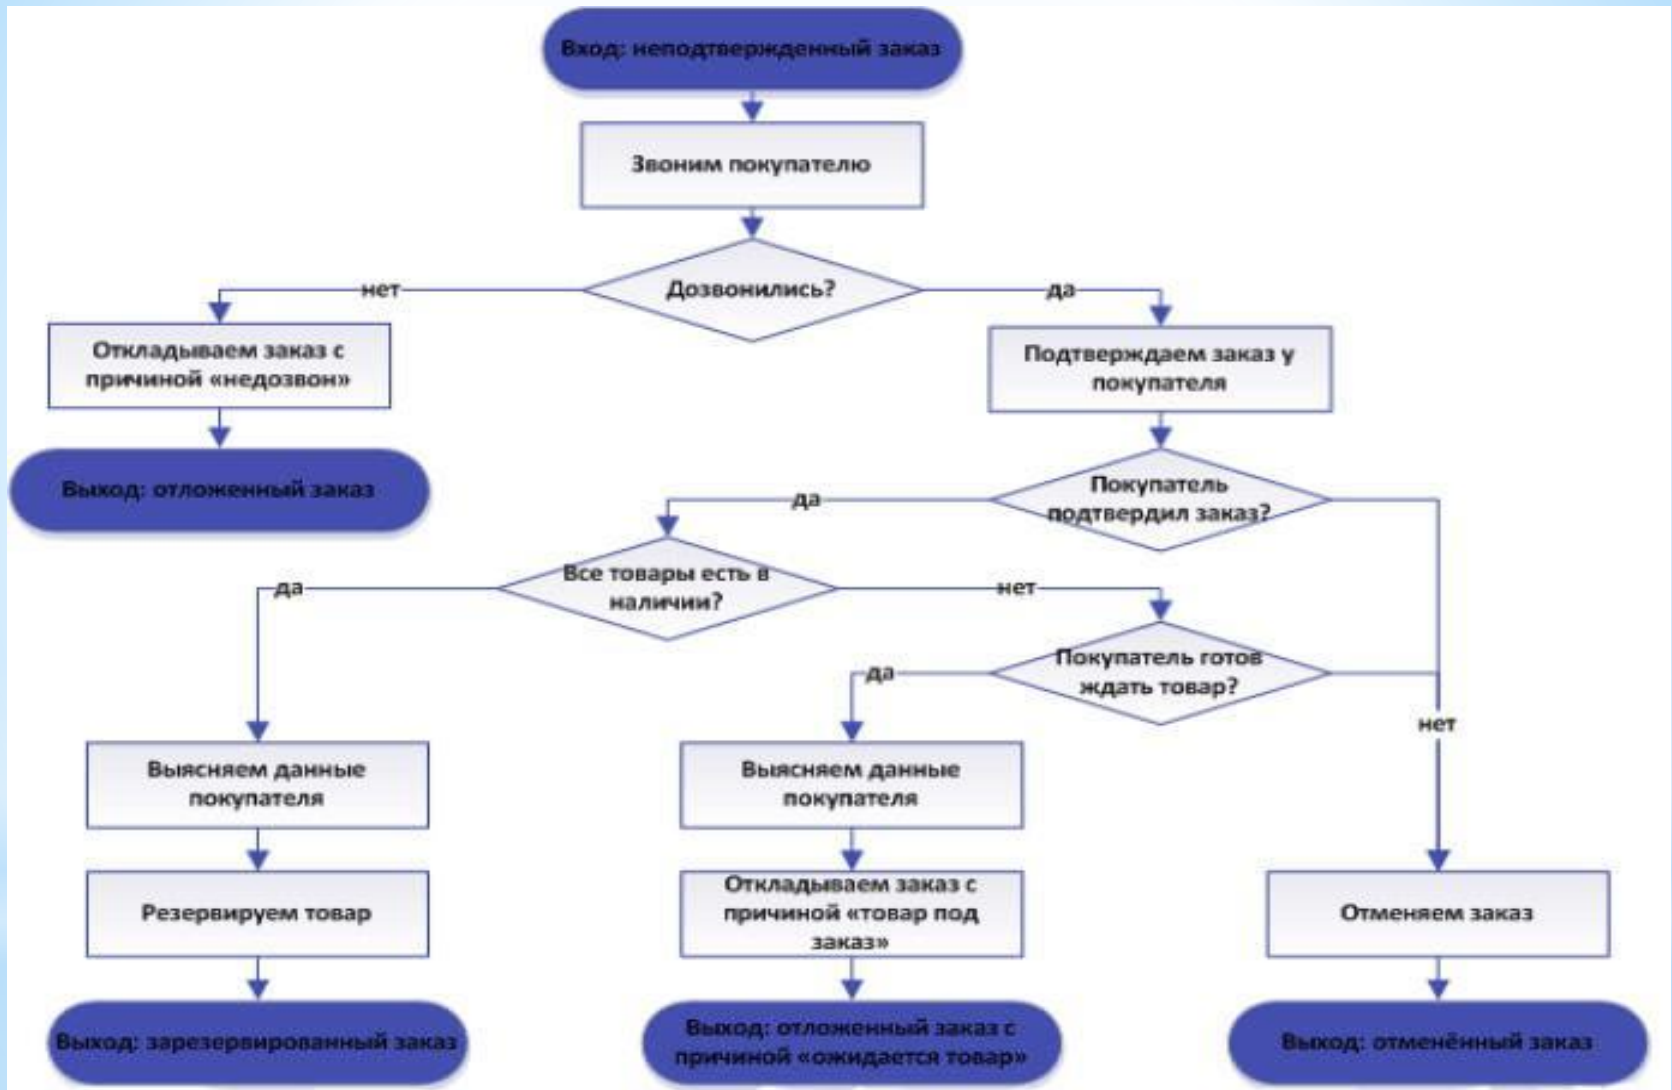 Вход: неподтвержденный заказ
Звоним покупателю
Дозвонились?
нет
да
Откладываем заказ с
причиной «недозвон»
Подтверждаем заказ у
покупателя
Выход: отложенный заказ
Покупатель
подтвердил заказ?
да
Все товары есть в
наличии?
да
нет
Покупатель готов
ждать товар?
да
нет
Выясняем данные
покупателя
Выясняем данные
покупателя
Резервируем товар
Откладываем заказ с
причиной «товар под
заказ»
Отменяем заказ
Выход: зарезервированный заказ
Выход: отложенный заказ с
причиной «ожидается товар»
Выход: отменённый заказ